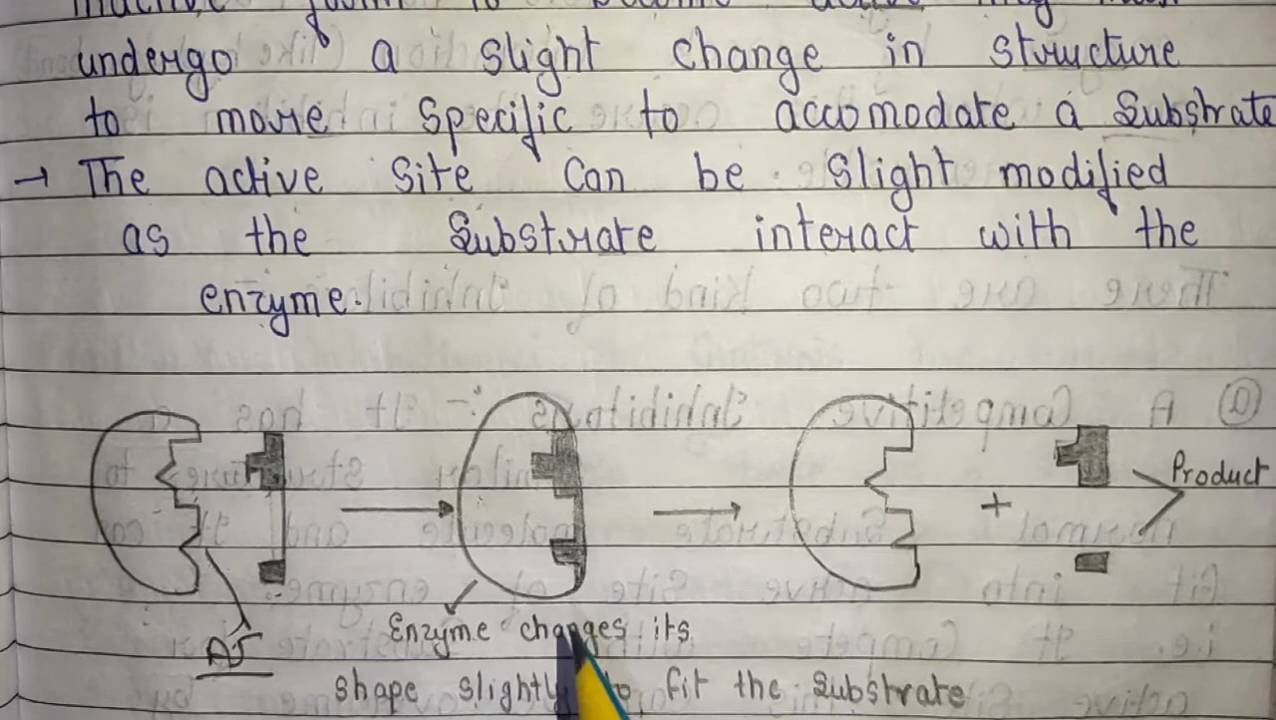 undergo a slight change in structure
to more specific to accomodate a substrate
→ The active site can be slight modified
as the substrate interact with the
enzyme.
+
Product
Enzyme changes its
AS
shape slightly to fit the substrate